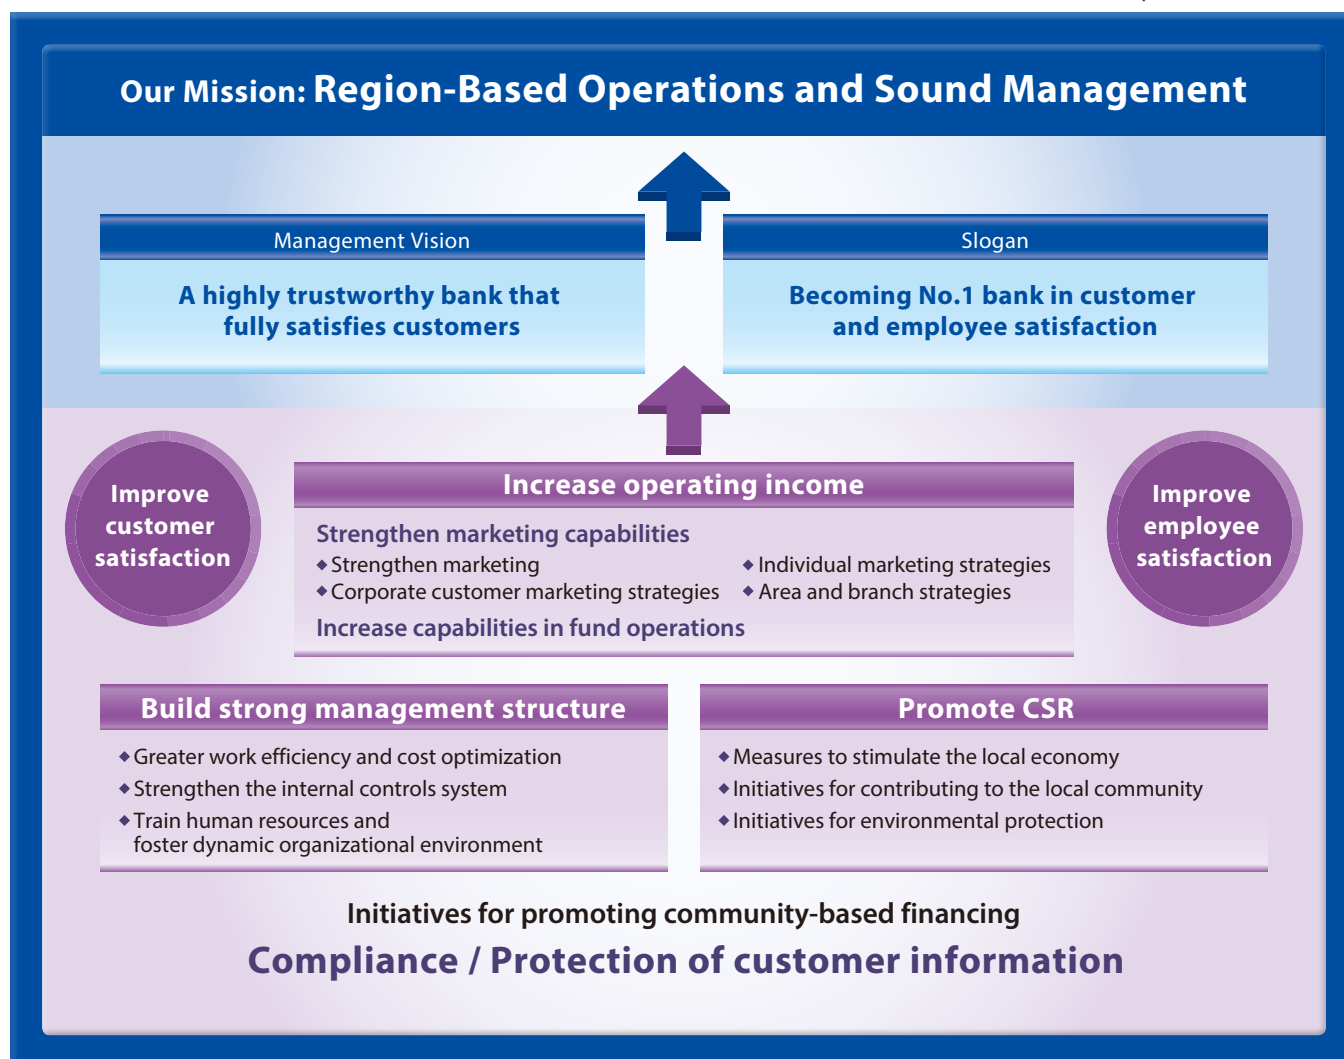 Our Mission: Region-Based Operations and Sound Management
Management Vision
A highly trustworthy bank that
fully satisfies customers
Slogan
Becoming No.1 bank in customer
and employee satisfaction
Improve
customer
satisfaction
Increase operating income
Strengthen marketing capabilities
◆ Strengthen marketing
◆ Corporate customer marketing strategies
◆ Individual marketing strategies
◆ Area and branch strategies
Increase capabilities in fund operations
Improve
employee
satisfaction
Build strong management structure
◆ Greater work efficiency and cost optimization
◆ Strengthen the internal controls system
◆ Train human resources and
foster dynamic organizational environment
Promote CSR
◆ Measures to stimulate the local economy
◆ Initiatives for contributing to the local community
◆ Initiatives for environmental protection
Initiatives for promoting community-based financing
Compliance / Protection of customer information